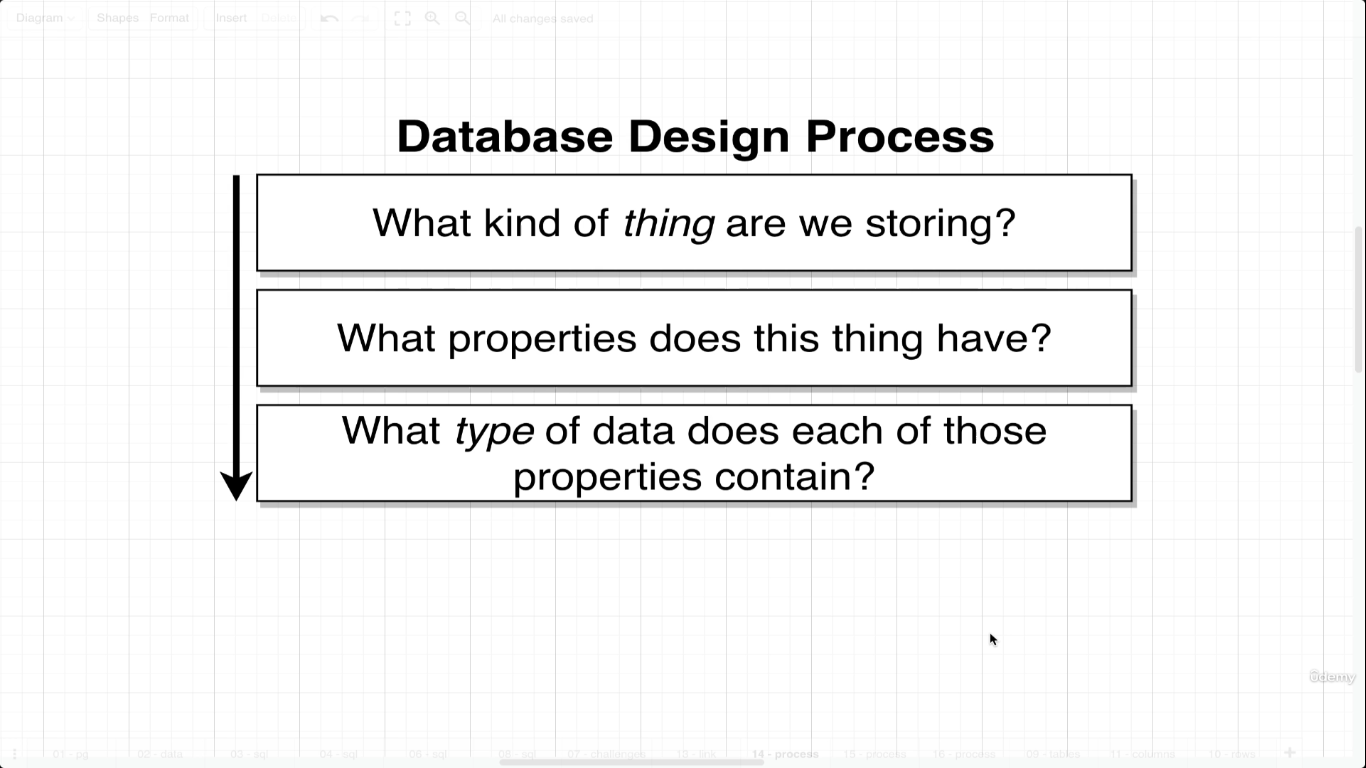 Diagram Shapes Format Insert Delete All changes saved
Database Design Process
What kind of thing are we storing?
What properties does this thing have?
What type of data does each of those
properties contain?
ûdemy
01 - pg 02 - data 03 - sql 04 - sql 06 - sql 08 - sql 07 - challenges 13 - link 14 - process 15 - process 16 - process 09 - tables 11 - columns 10 - rows